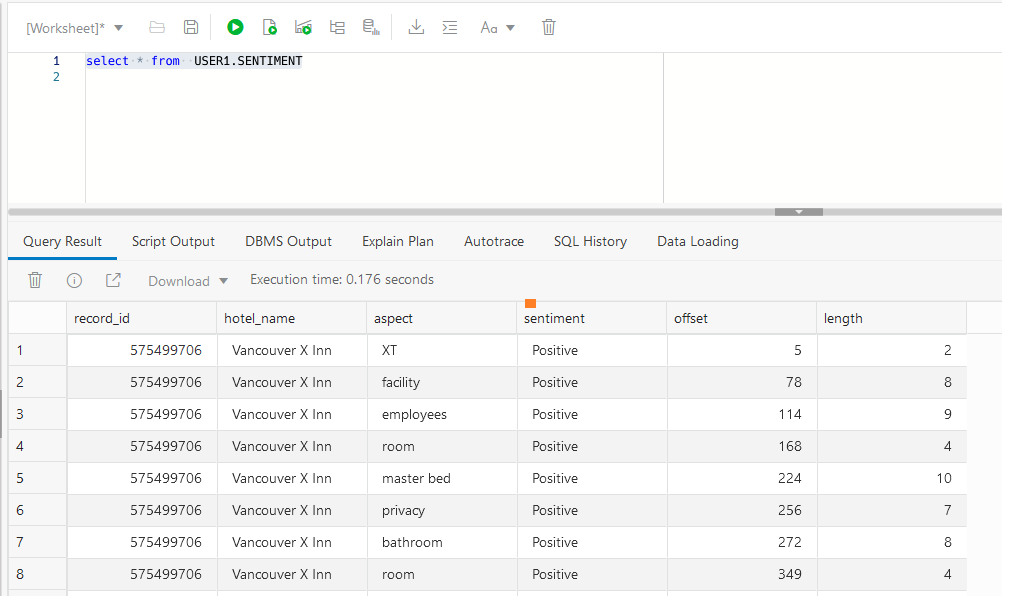 [Worksheet]* Aa
1 select * from USER1.SENTIMENT
2
Query Result Script Output DBMS Output Explain Plan Autotrace SQL History Data Loading
Download Execution time: 0.176 seconds
record_id hotel_name aspect sentiment offset length
1 575499706 Vancouver X Inn XT Positive 5 2
2 575499706 Vancouver X Inn facility Positive 78 8
3 575499706 Vancouver X Inn employees Positive 114 9
4 575499706 Vancouver X Inn room Positive 168 4
5 575499706 Vancouver X Inn master bed Positive 224 10
6 575499706 Vancouver X Inn privacy Positive 256 7
7 575499706 Vancouver X Inn bathroom Positive 272 8
8 575499706 Vancouver X Inn room Positive 349 4